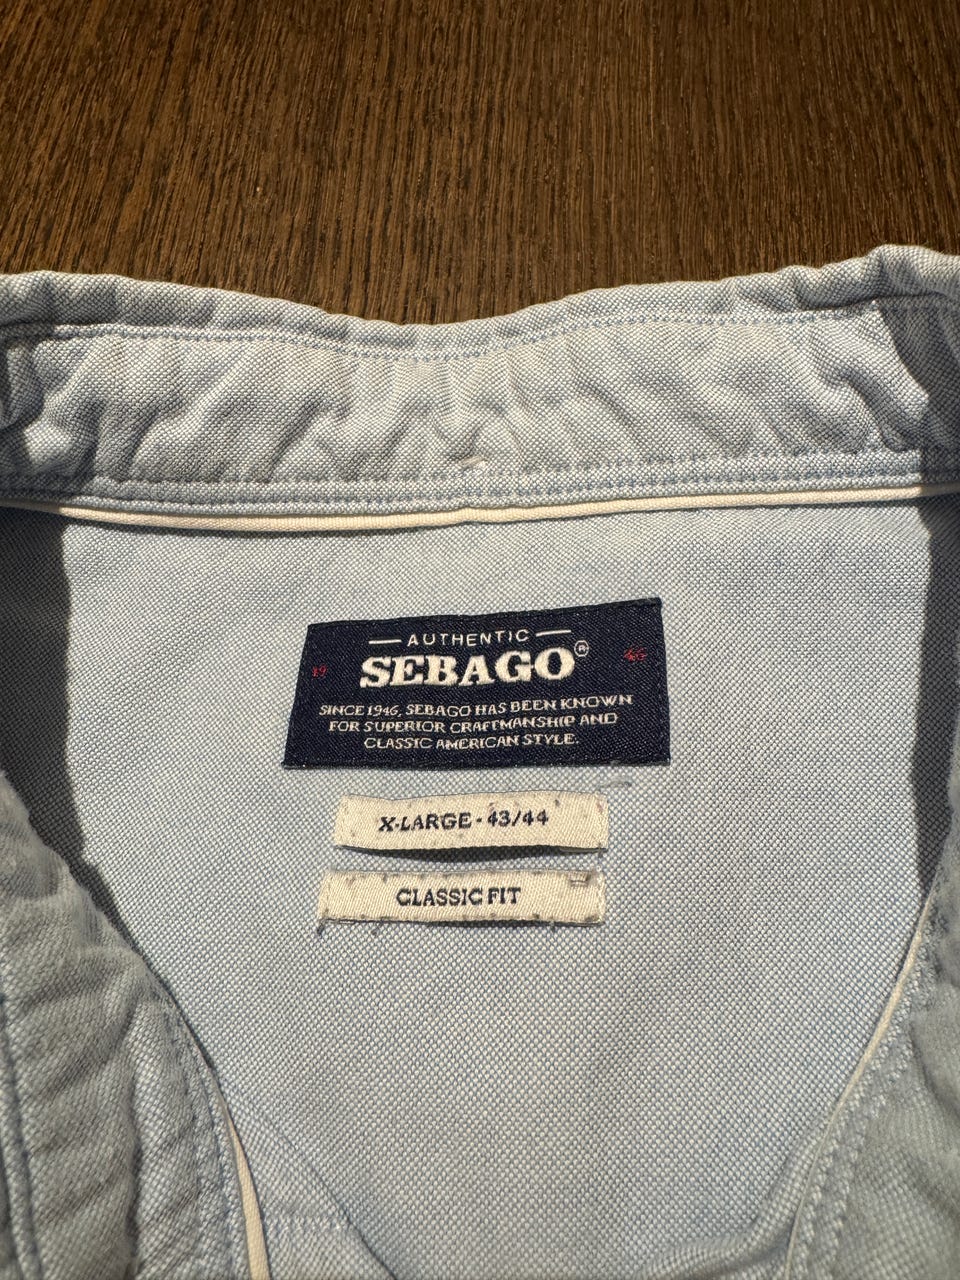 AUTHENTIC
SEBAGO®
19 46
SINCE 1946, SEBAGO HAS BEEN KNOWN
FOR SUPERIOR CRAFTMANSHIP AND
CLASSIC AMERICAN STYLE.
X-LARGE - 43/44
CLASSIC FIT